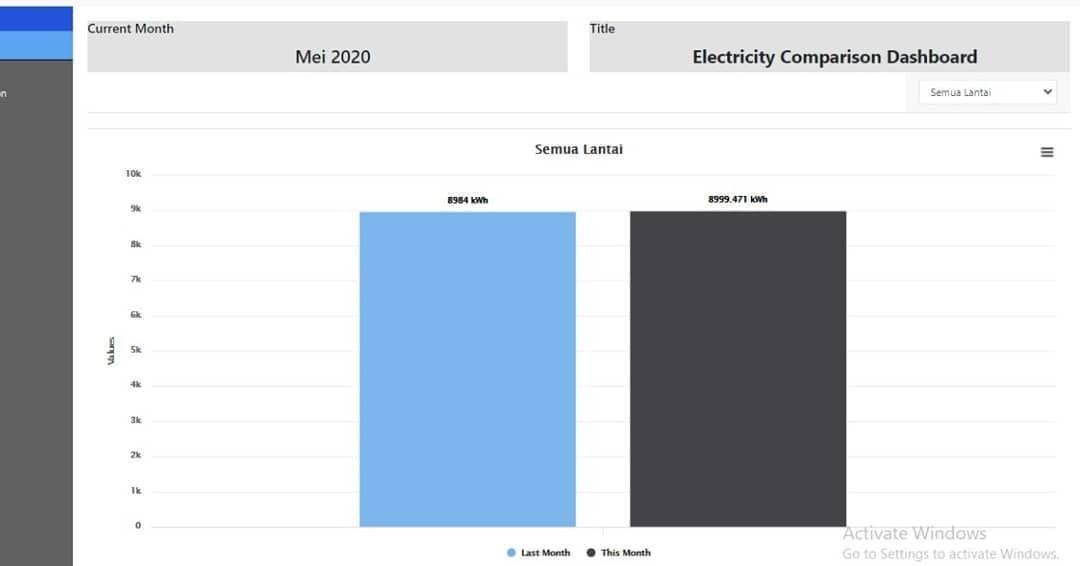 Current Month
Mei 2020
Title
Electricity Comparison Dashboard
on
Semua Lantai
Semua Lantai
10k
9k
8k
7k
6k
5k
4k
3k
2k
1k
0
Values
8984 kWh
8999.471 kWh
Last Month
This Month
Activate Windows
Go to Settings to activate Windows.